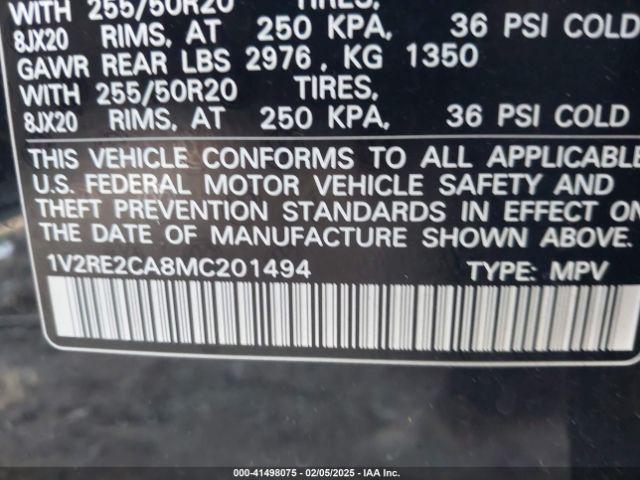 WITH 255/50R20 TIRES,
8JX20 RIMS, AT 250 KPA, 36 PSI COLD
GAWR REAR LBS 2976, KG 1350
WITH 255/50R20 TIRES,
8JX20 RIMS, AT 250 KPA, 36 PSI COLD
THIS VEHICLE CONFORMS TO ALL APPLICABLE
U.S. FEDERAL MOTOR VEHICLE SAFETY AND
THEFT PREVENTION STANDARDS IN EFFECT ON
THE DATE OF MANUFACTURE SHOWN ABOVE.
1V2RE2CA8MC201494 TYPE: MPV
000-41498075 - 02/05/2025 - IAA Inc.